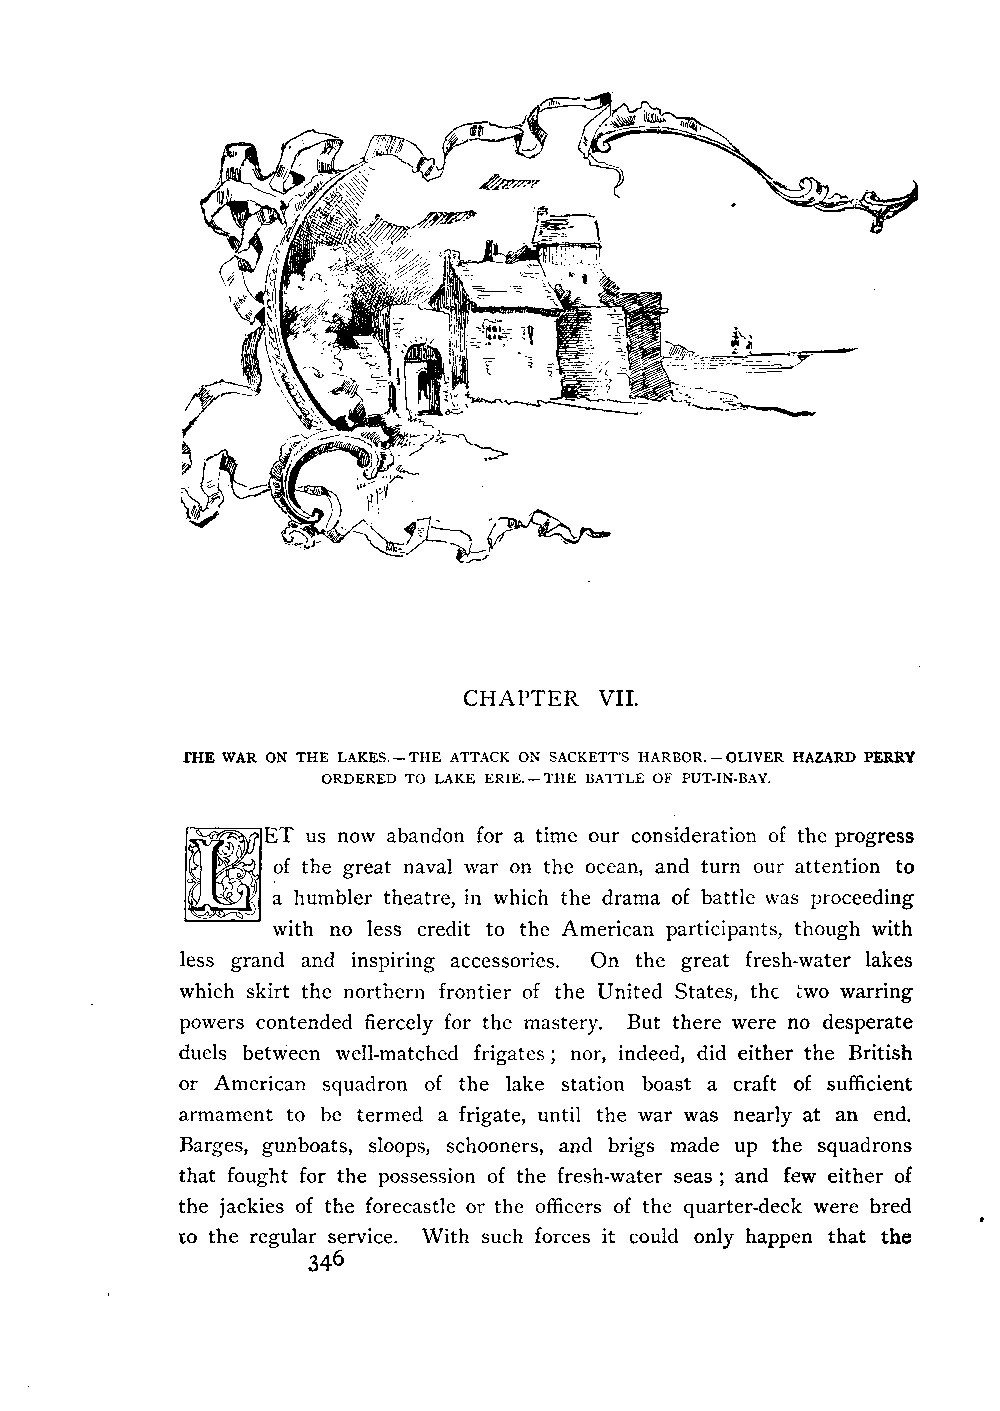 CHAPTER VII.
THE WAR ON THE LAKES.—THE ATTACK ON SACKETT'S HARBOR.—OLIVER HAZARD PERRY
ORDERED TO LAKE ERIE.—THE BATTLE OF PUT-IN-BAY.
LET us now abandon for a time our consideration of the progress
of the great naval war on the ocean, and turn our attention to
a humbler theatre, in which the drama of battle was proceeding
with no less credit to the American participants, though with
less grand and inspiring accessories. On the great fresh-water lakes
which skirt the northern frontier of the United States, the two warring
powers contended fiercely for the mastery. But there were no desperate
duels between well-matched frigates; nor, indeed, did either the British
or American squadron of the lake station boast a craft of sufficient
armament to be termed a frigate, until the war was nearly at an end.
Barges, gunboats, sloops, schooners, and brigs made up the squadrons
that fought for the possession of the fresh-water seas; and few either of
the jackies of the forecastle or the officers of the quarter-deck were bred
to the regular service. With such forces it could only happen that the
346